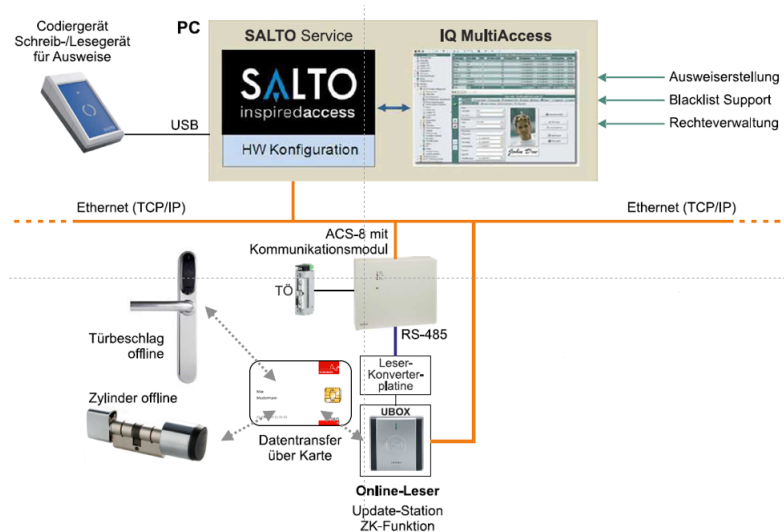 Codiergerät
Schreib-/Lesegerät
für Ausweise
PC
SALTO Service
IQ MultiAccess
SALTO
inspiredaccess
HW Konfiguration
USB
Ausweiserstellung
Blacklist Support
Rechteverwaltung
Ethernet (TCP/IP)
Ethernet (TCP/IP)
ACS-8 mit
Kommunikationsmodul
TÖ
RS-485
Türbeschlag
offline
Leser-
Konverter-
platine
Zylinder offline
UBOX
Datentransfer
über Karte
Online-Leser
Update-Station
ZK-Funktion